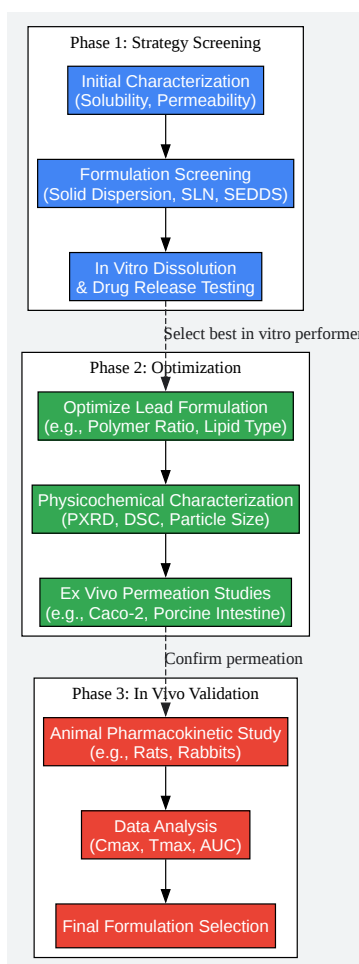 Phase 1: Strategy Screening
Initial Characterization
(Solubility, Permeability)
Formulation Screening
(Solid Dispersion, SLN, SEDDS)
In Vitro Dissolution
& Drug Release Testing
Select best in vitro performer
Phase 2: Optimization
Optimize Lead Formulation
(e.g., Polymer Ratio, Lipid Type)
Physicochemical Characterization
(PXRD, DSC, Particle Size)
Ex Vivo Permeation Studies
(e.g., Caco-2, Porcine Intestine)
Confirm permeation
Phase 3: In Vivo Validation
Animal Pharmacokinetic Study
(e.g., Rats, Rabbits)
Data Analysis
(Cmax, Tmax, AUC)
Final Formulation Selection